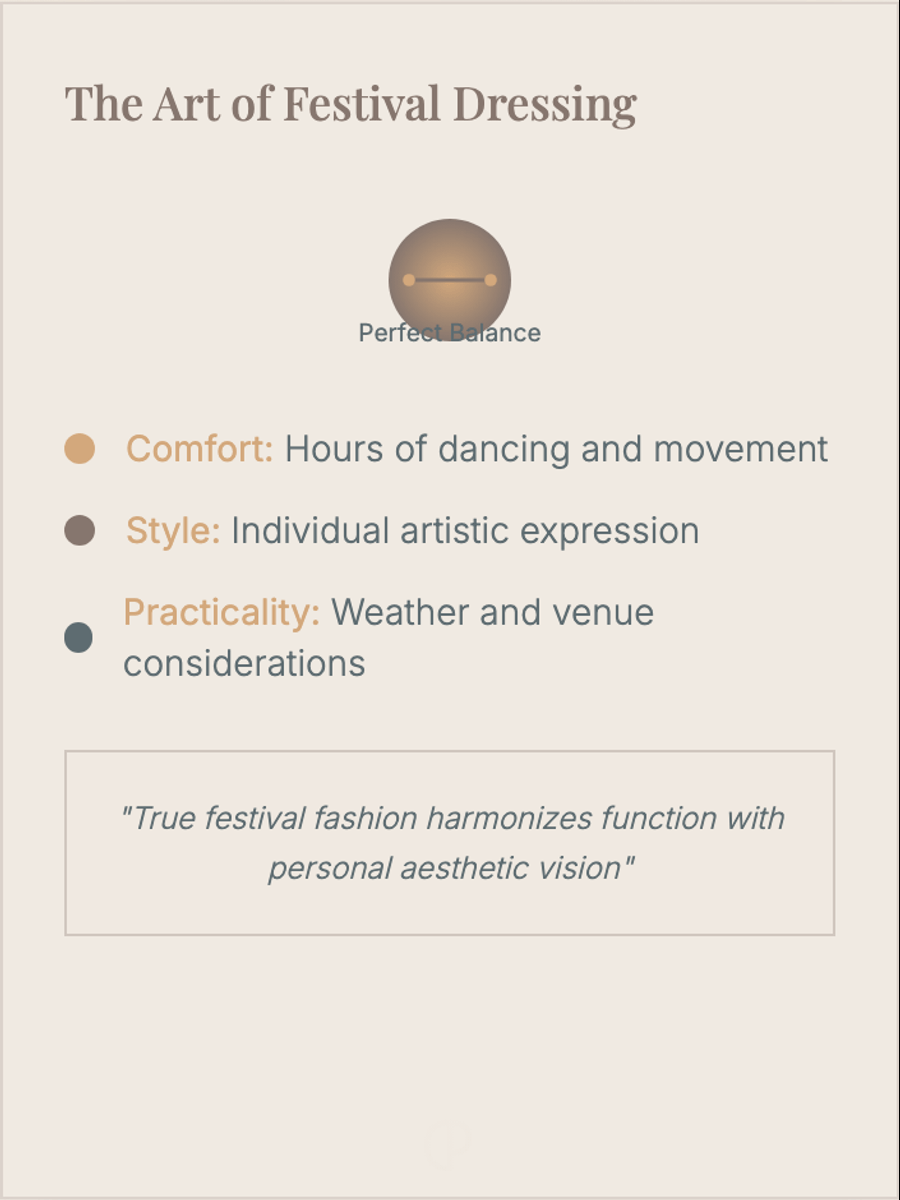 The Art of Festival Dressing
Perfect Balance
Comfort: Hours of dancing and movement
Style: Individual artistic expression
Practicality: Weather and venue
considerations
"True festival fashion harmonizes function with
personal aesthetic vision"